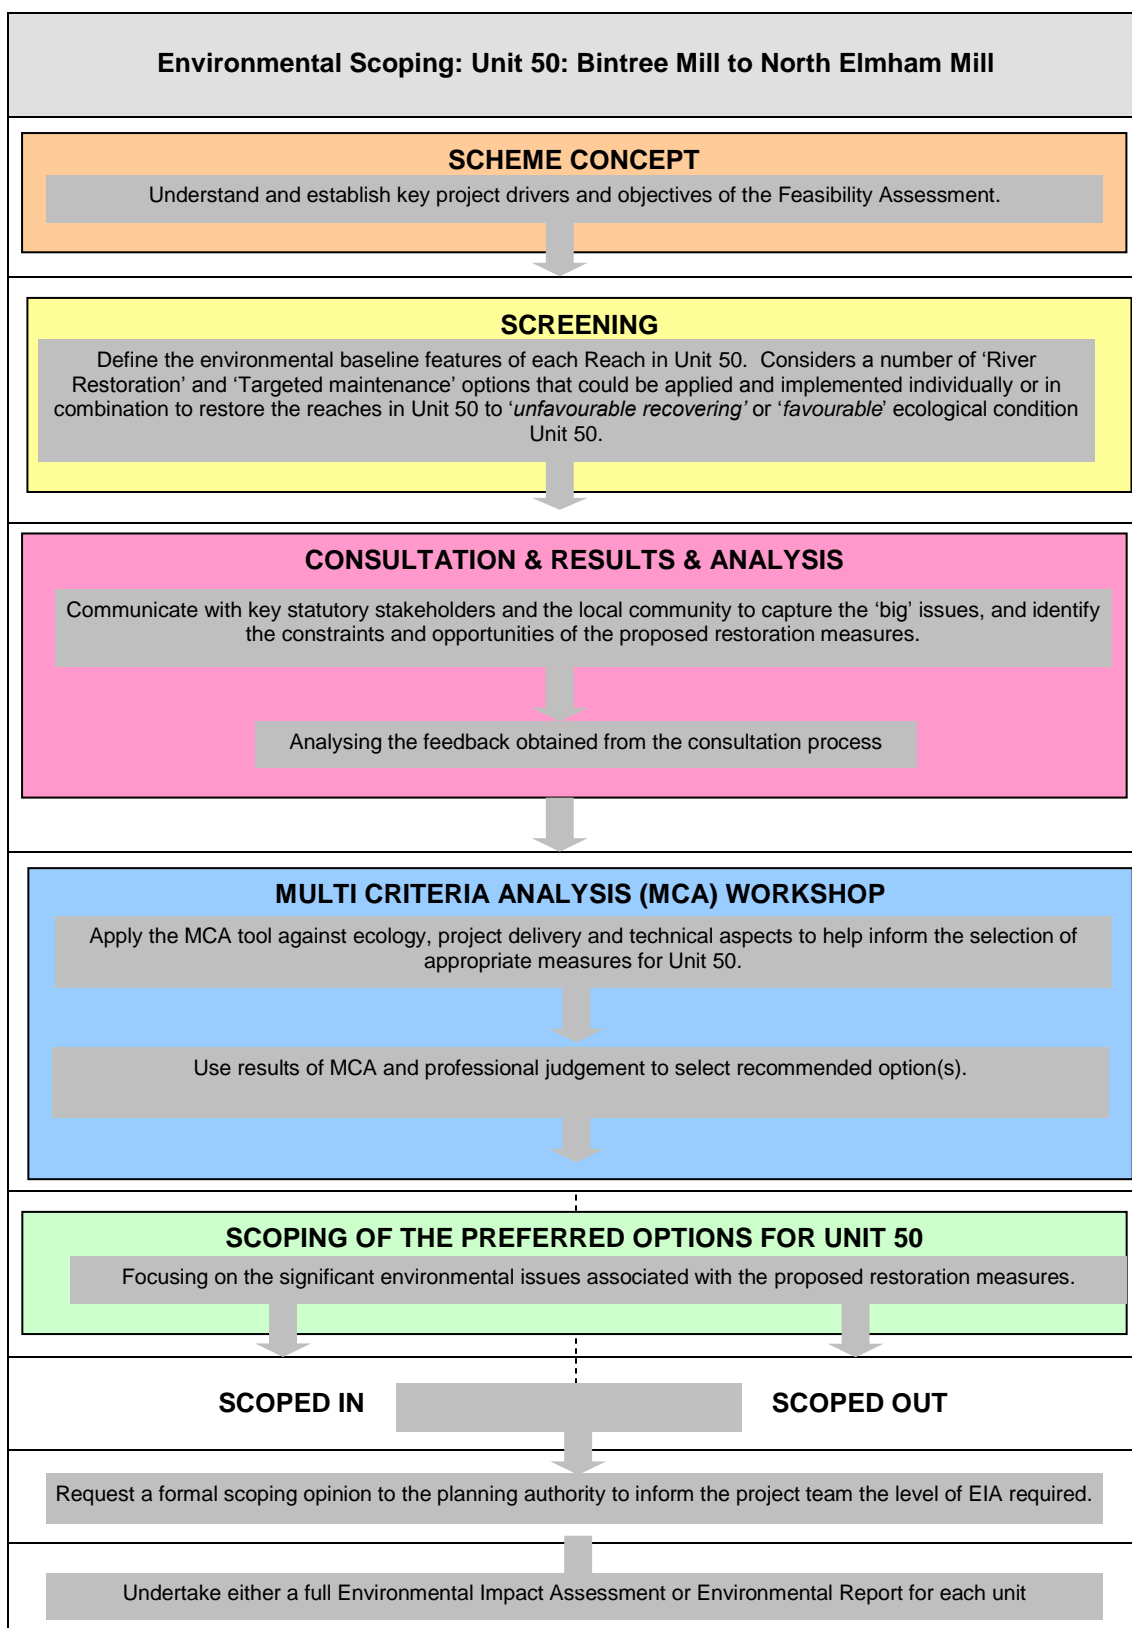 Environmental Scoping: Unit 50: Bintree Mill to North Elmham Mill
SCHEME CONCEPT
Understand and establish key project drivers and objectives of the Feasibility Assessment.
SCREENING
Define the environmental baseline features of each Reach in Unit 50. Considers a number of ‘River
Restoration’ and ‘Targeted maintenance’ options that could be applied and implemented individually or in
combination to restore the reaches in Unit 50 to ‘unfavourable recovering’ or ‘favourable’ ecological condition
Unit 50.
CONSULTATION & RESULTS & ANALYSIS
Communicate with key statutory stakeholders and the local community to capture the ‘big’ issues, and identify
the constraints and opportunities of the proposed restoration measures.
Analysing the feedback obtained from the consultation process
MULTI CRITERIA ANALYSIS (MCA) WORKSHOP
Apply the MCA tool against ecology, project delivery and technical aspects to help inform the selection of
appropriate measures for Unit 50.
Use results of MCA and professional judgement to select recommended option(s).
SCOPING OF THE PREFERRED OPTIONS FOR UNIT 50
Focusing on the significant environmental issues associated with the proposed restoration measures.
SCOPED IN
SCOPED OUT
Request a formal scoping opinion to the planning authority to inform the project team the level of EIA required.
Undertake either a full Environmental Impact Assessment or Environmental Report for each unit